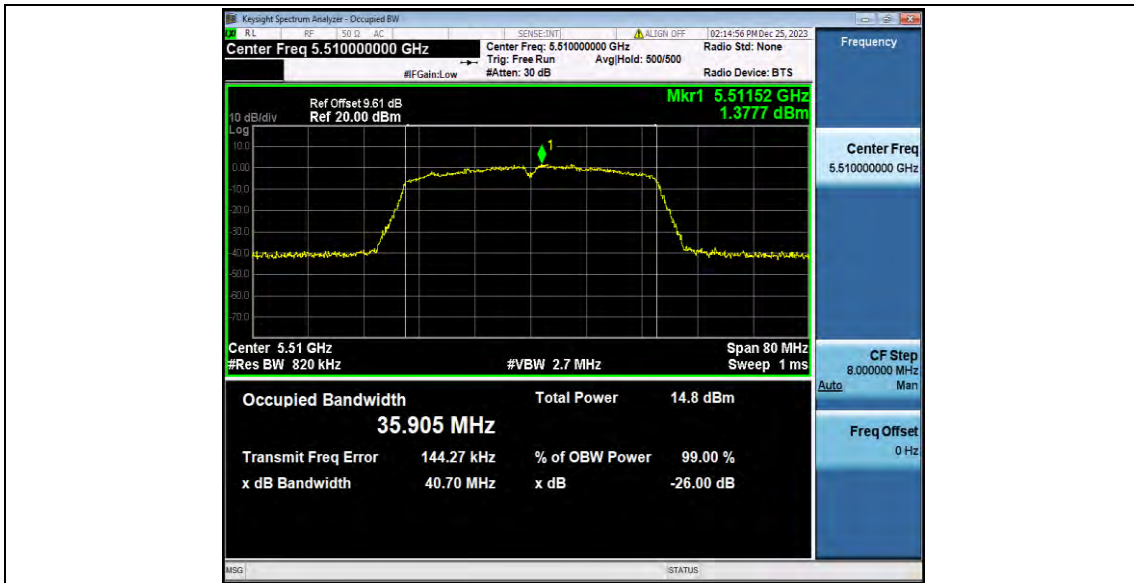 Keysight Spectrum Analyzer - Occupied BW
RL RF 50 Ω AC SENSE:INT ALIGN OFF 02:14:56 PM Dec 25, 2023
Center Freq 5.510000000 GHz
Center Freq: 5.510000000 GHz
Radio Std: None
Trig: Free Run Avg|Hold: 500/500
#IFGain:Low #Atten: 30 dB Radio Device: BTS
Frequency
Mkr1 5.51152 GHz
1.3777 dBm
Ref Offset 9.61 dB
10 dB/div Ref 20.00 dBm
Log
10.0
0.00
-10.0
-20.0
-30.0
-40.0
-50.0
-60.0
-70.0
1
Center 5.51 GHz Span 80 MHz
#Res BW 820 kHz #VBW 2.7 MHz Sweep 1 ms
Occupied Bandwidth Total Power 14.8 dBm
35.905 MHz
Transmit Freq Error 144.27 kHz % of OBW Power 99.00 %
x dB Bandwidth 40.70 MHz x dB -26.00 dB
Center Freq
5.510000000 GHz
CF Step
8.000000 MHz
Auto Man
Freq Offset
0 Hz
MSG STATUS